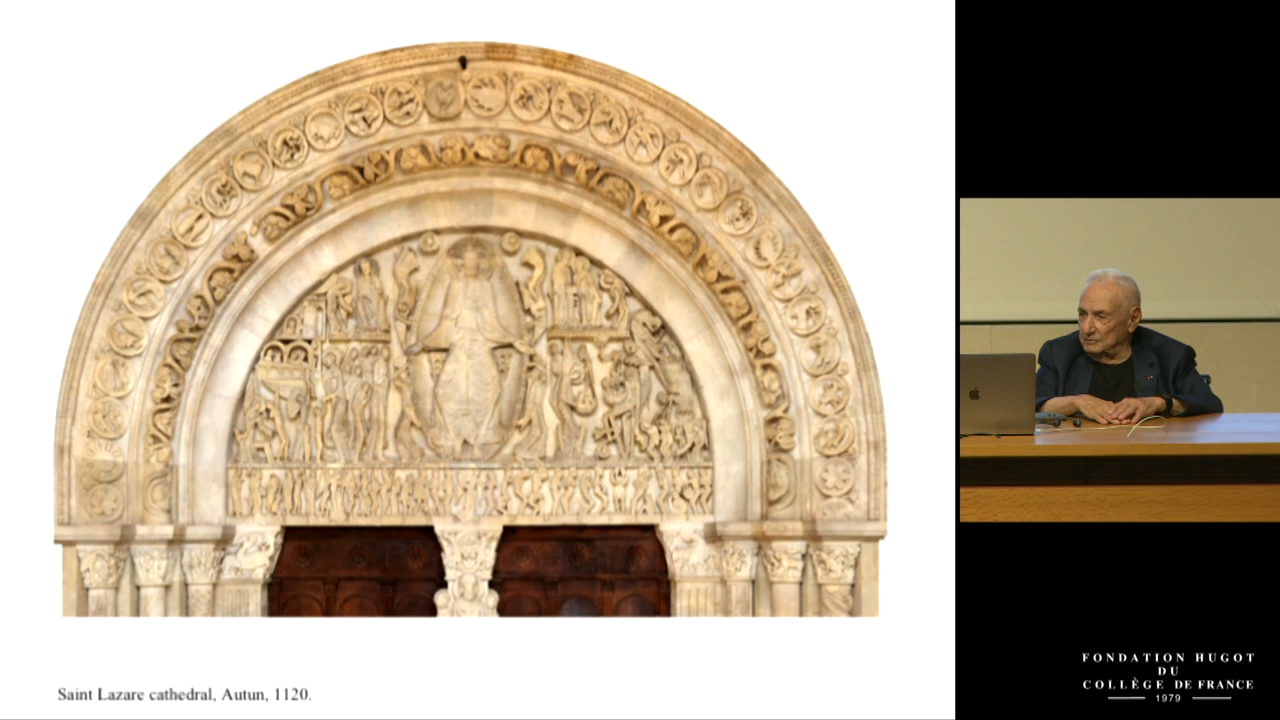 Saint Lazare cathedral, Autun, 1120.
FONDATION HUGOT
DU
COLLÈGE DE FRANCE
1979